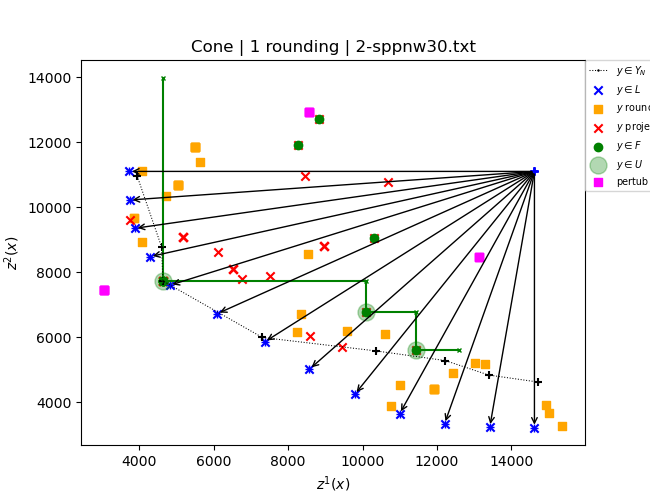 Cone | 1 rounding | 2-sppnw30.txt
14000
12000
10000
8000
6000
4000
z²(x)
4000
6000
8000
10000
12000
14000
z¹(x)
y ∈ Y_N
y ∈ L
y roun
y proje
y ∈ F
y ∈ U
pertub